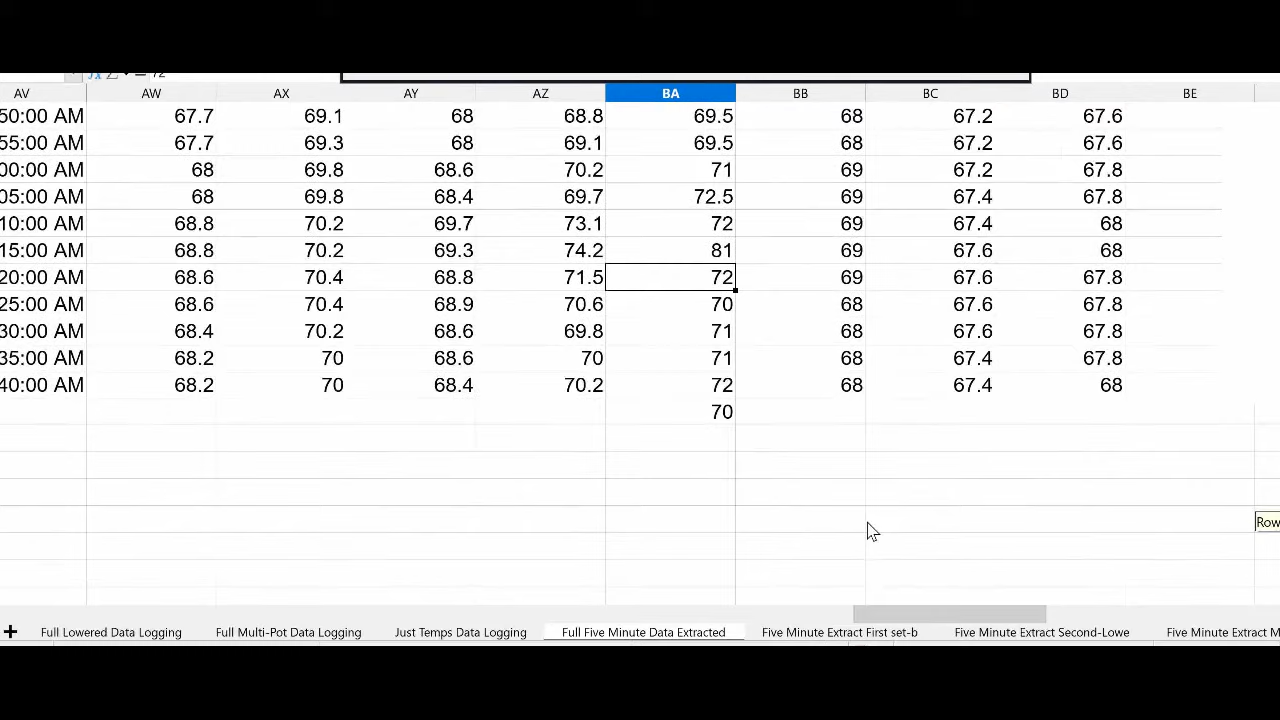 72
AV AW AX AY AZ BA BB BC BD BE
50:00 AM 67.7 69.1 68 68.8 69.5 68 67.2 67.6
55:00 AM 67.7 69.3 68 69.1 69.5 68 67.2 67.6
00:00 AM 68 69.8 68.6 70.2 71 69 67.2 67.8
05:00 AM 68 69.8 68.4 69.7 72.5 69 67.4 67.8
10:00 AM 68.8 70.2 69.7 73.1 72 69 67.4 68
15:00 AM 68.8 70.2 69.3 74.2 81 69 67.6 68
20:00 AM 68.6 70.4 68.8 71.5 72 69 67.6 67.8
25:00 AM 68.6 70.4 68.9 70.6 70 68 67.6 67.8
30:00 AM 68.4 70.2 68.6 69.8 71 68 67.6 67.8
35:00 AM 68.2 70 68.6 70 71 68 67.4 67.8
40:00 AM 68.2 70 68.4 70.2 72 68 67.4 68
70
Row
Full Lowered Data Logging Full Multi-Pot Data Logging Just Temps Data Logging Full Five Minute Data Extracted Five Minute Extract First set-b Five Minute Extract Second-Lowe Five Minute Extract M